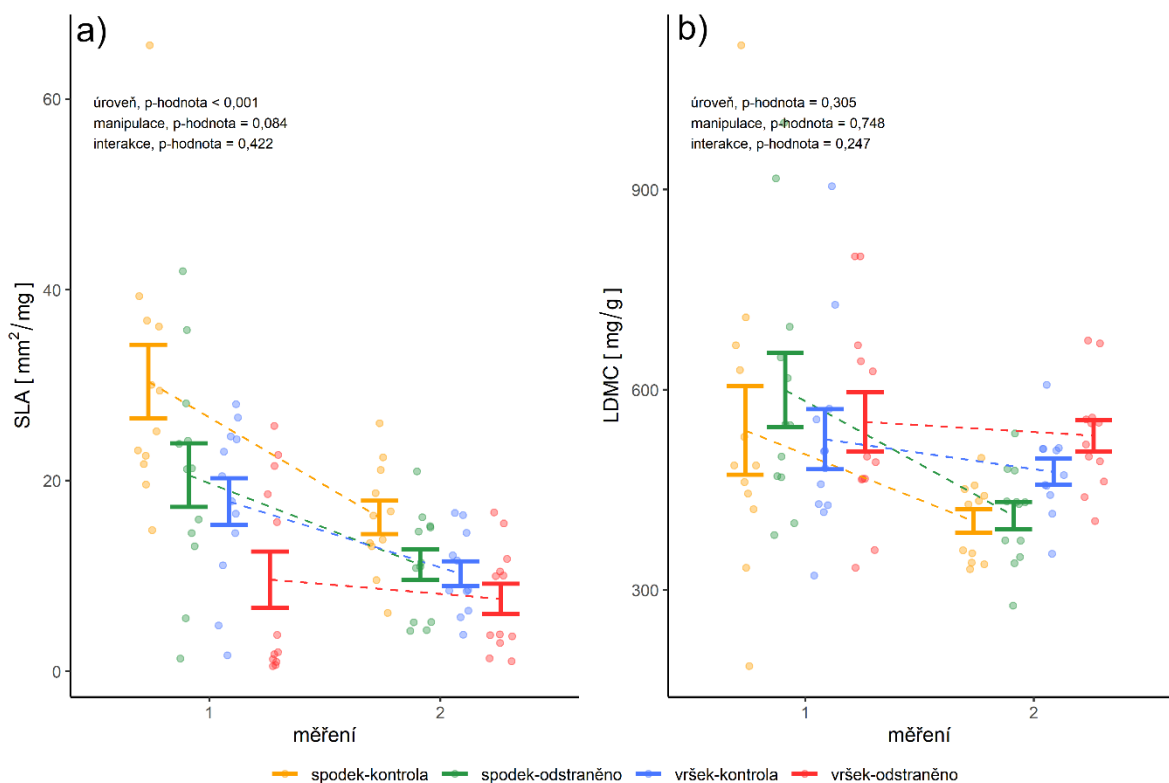 a)
úroveň, p-hodnota < 0,001
manipulace, p-hodnota = 0,084
interakce, p-hodnota = 0,422
SLA [ mm²/mg ]
60
40
20
0
1 2
měření
b)
úroveň, p-hodnota = 0,305
manipulace, p-hodnota = 0,748
interakce, p-hodnota = 0,247
LDMC [ mg/g ]
900
600
300
1 2
měření
spodek-kontrola spodek-odstraněno vršek-kontrola vršek-odstraněno